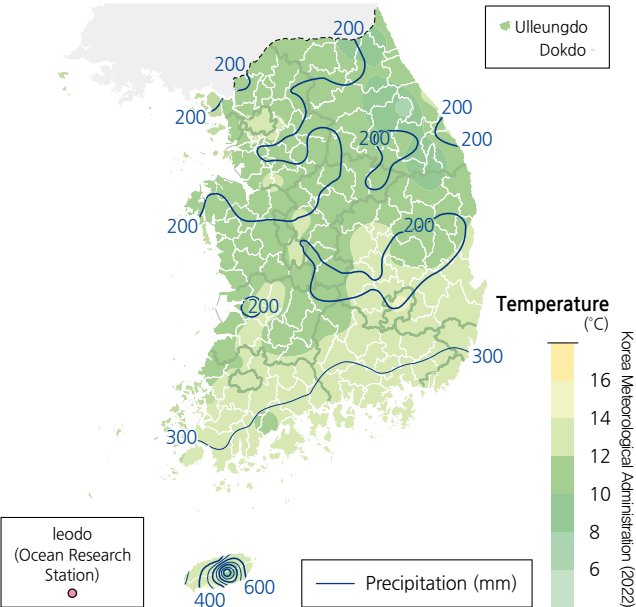 200
Ulleungdo
Dokdo
200
200
200
200
200
200
200
200
Temperature
(℃)
300
16
14
12
10
8
6
Korea Meteorological Administration (2022)
300
Ieodo
(Ocean Research
Station)
600
400
Precipitation (mm)